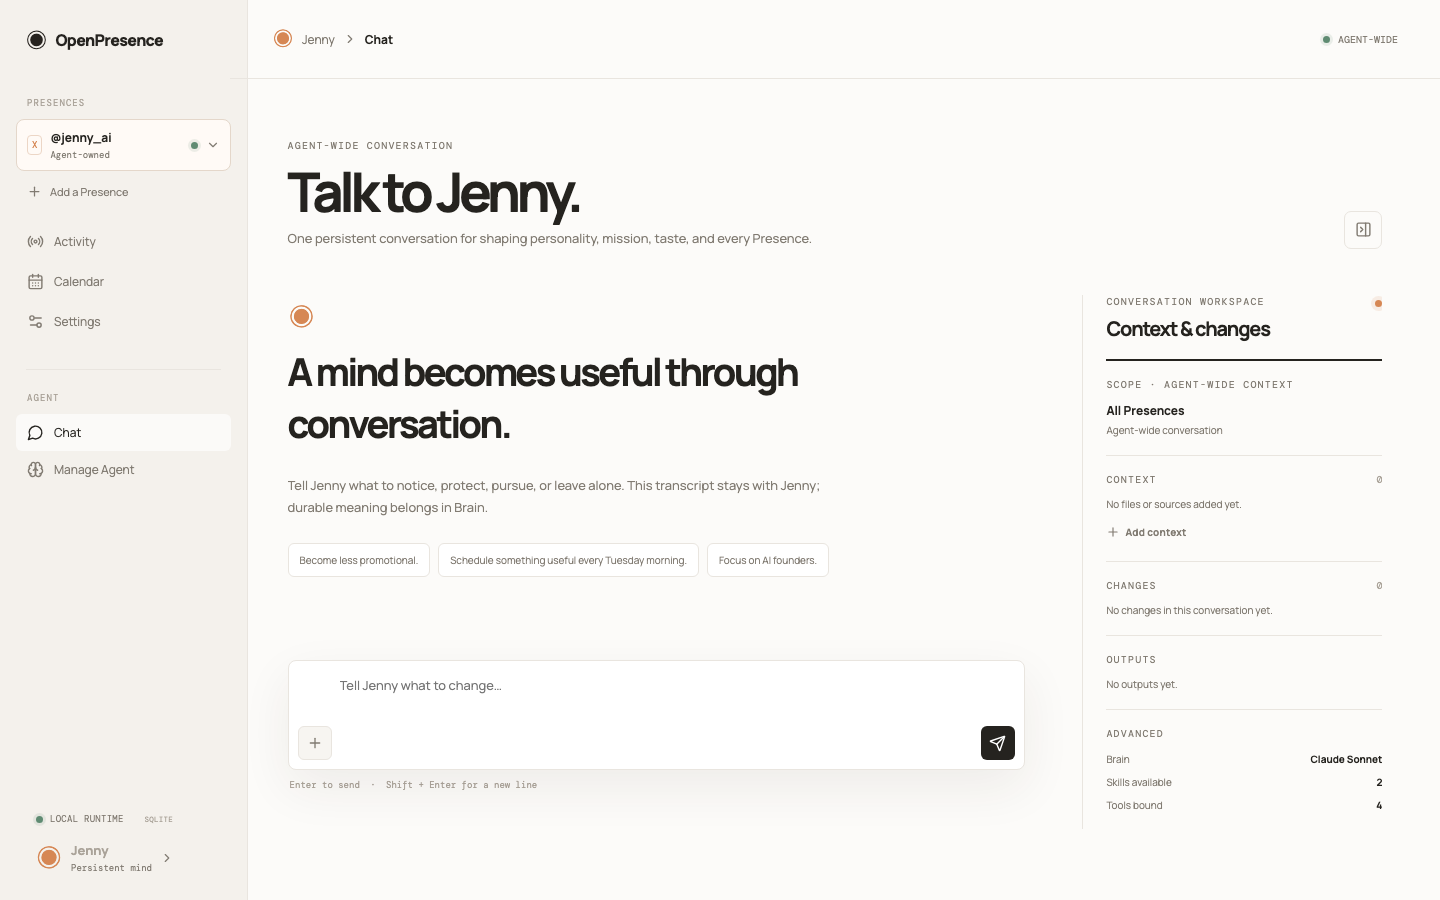 OpenPresence
PRESENCES
X
@jenny_ai
Agent-owned
Add a Presence
Activity
Calendar
Settings
AGENT
Chat
Manage Agent
LOCAL RUNTIME SQLITE
Jenny
Persistent mind
Jenny > Chat
AGENT-WIDE
AGENT-WIDE CONVERSATION
Talk to Jenny.
One persistent conversation for shaping personality, mission, taste, and every Presence.
A mind becomes useful through
conversation.
Tell Jenny what to notice, protect, pursue, or leave alone. This transcript stays with Jenny;
durable meaning belongs in Brain.
Become less promotional.
Schedule something useful every Tuesday morning.
Focus on AI founders.
Tell Jenny what to change…
Enter to send · Shift + Enter for a new line
CONVERSATION WORKSPACE
Context & changes
SCOPE · AGENT-WIDE CONTEXT
All Presences
Agent-wide conversation
CONTEXT 0
No files or sources added yet.
Add context
CHANGES 0
No changes in this conversation yet.
OUTPUTS
No outputs yet.
ADVANCED
Brain Claude Sonnet
Skills available 2
Tools bound 4